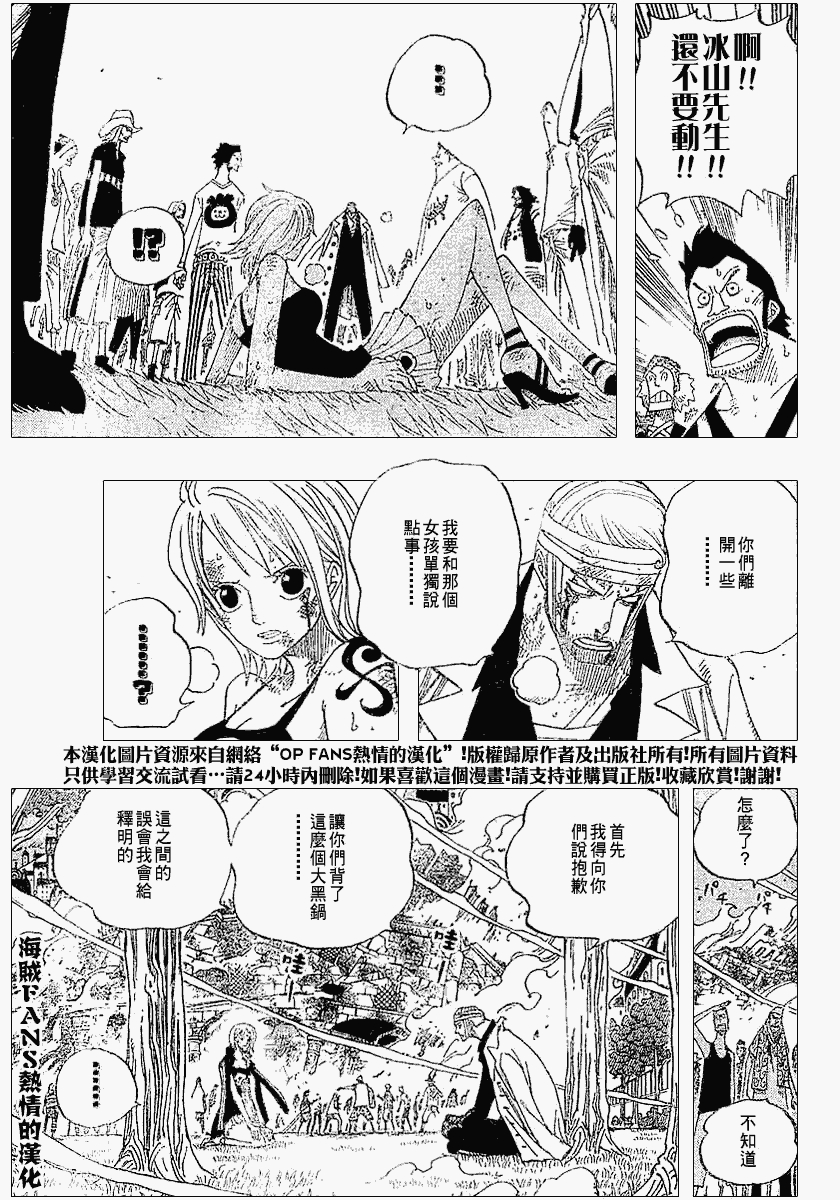 啊!!
冰山先生!!
還不要動!!
…
!?
你們離
開一些
………
我要和那個
女孩單獨說
點事………
……?
本漢化圖片資源來自網絡“OP FANS熱情的漢化”!版權歸原作者及出版社所有!所有圖片資料
只供學習交流試看…請24小時內刪除!如果喜歡這個漫畫!請支持並購買正版!收藏欣賞!謝謝!
怎麼了?
パチ
パチ
不知道
首先
我得向你
們說抱歉
讓你們背了
這麼個大黑鍋
…………
這之間的
誤會我會給
釋明的
哇!
哇!
……
海賊FANS熱情的漢化